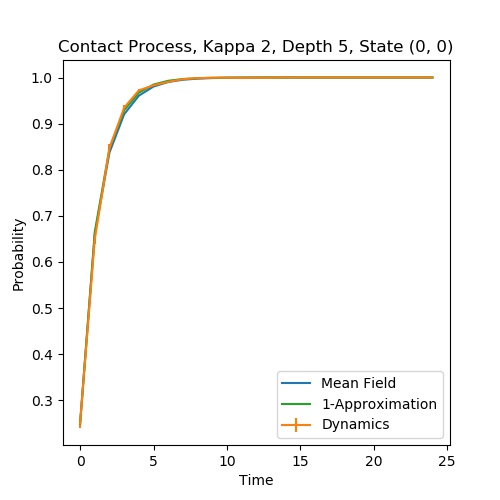 Contact Process, Kappa 2, Depth 5, State (0, 0)
1.0
0.9
0.8
0.7
0.6
0.5
0.4
0.3
Probability
Mean Field
1-Approximation
Dynamics
0 5 10 15 20 25
Time